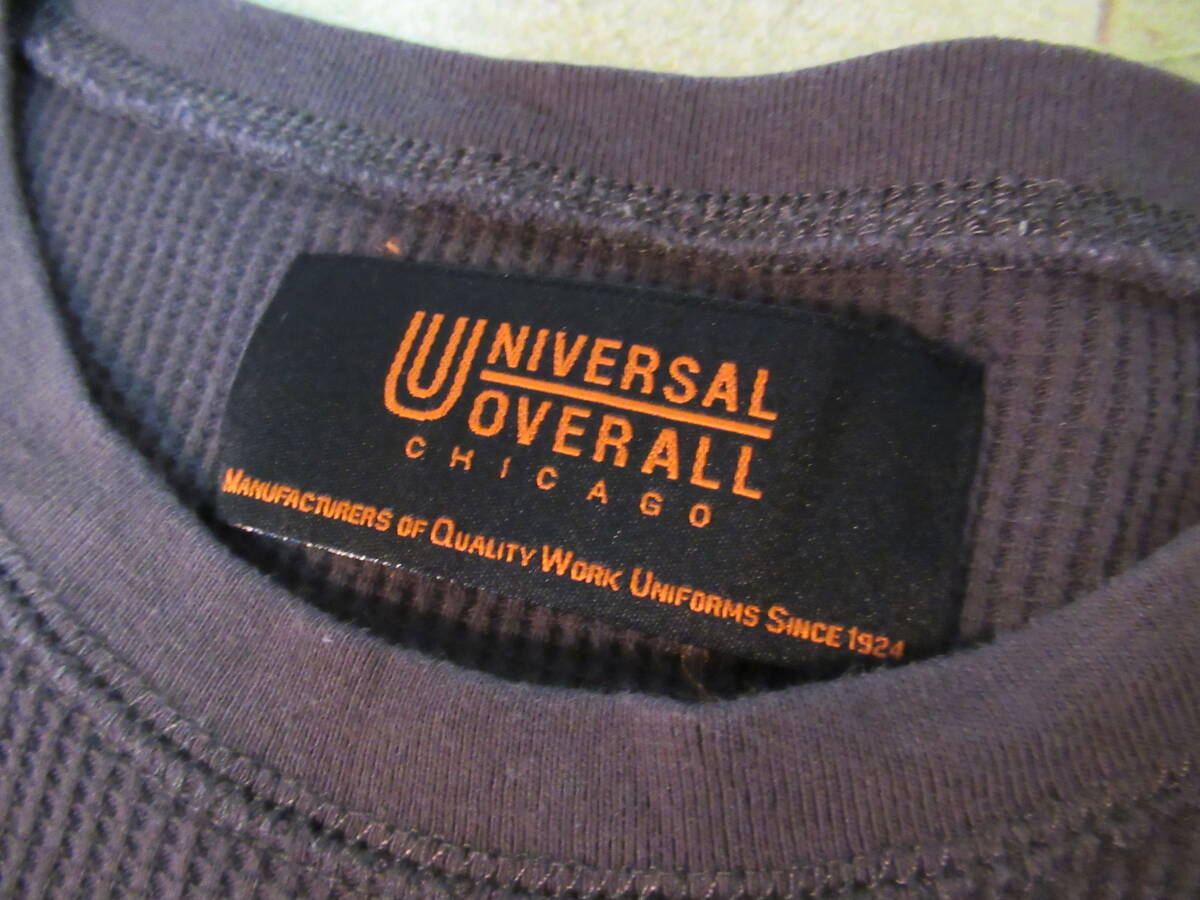 UNIVERSAL
OVERALL
CHICAGO
MANUFACTURERS OF QUALITY WORK UNIFORMS SINCE 1924